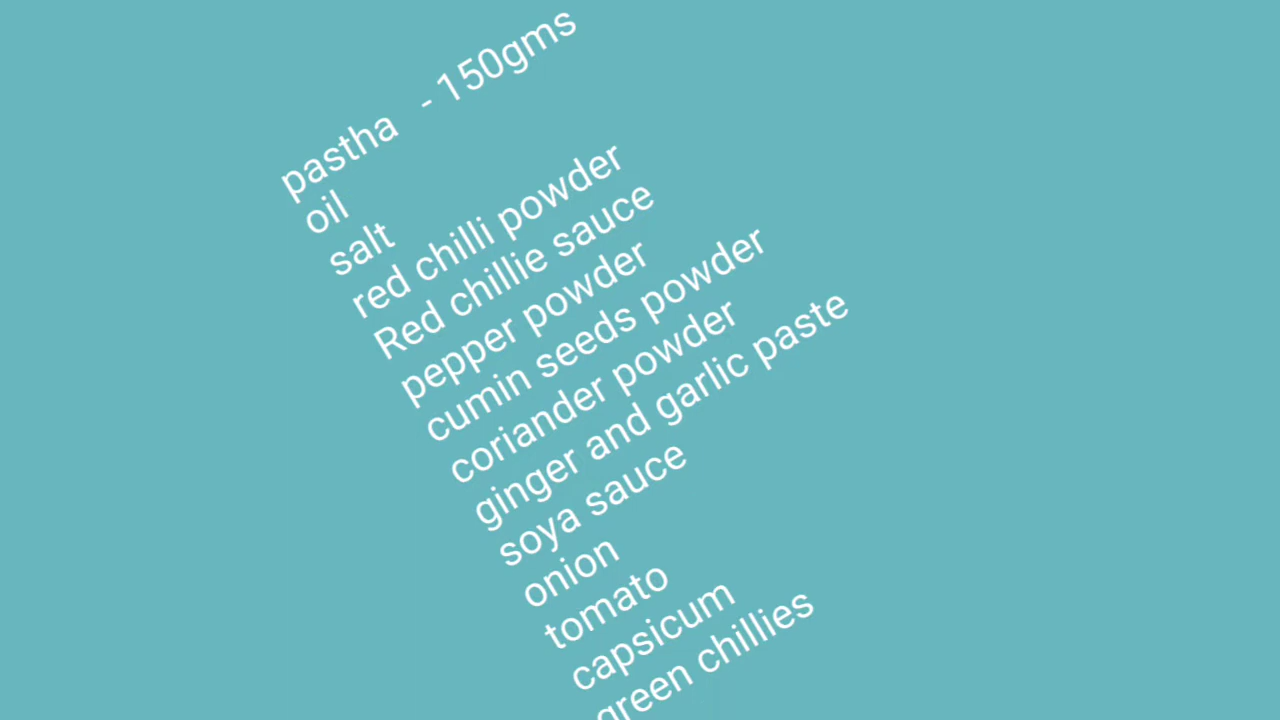 pastha - 150gms
oil
salt
red chilli powder
Red chillie sauce
pepper powder
cumin seeds powder
coriander powder
ginger and garlic paste
soya sauce
onion
tomato
capsicum
green chillies